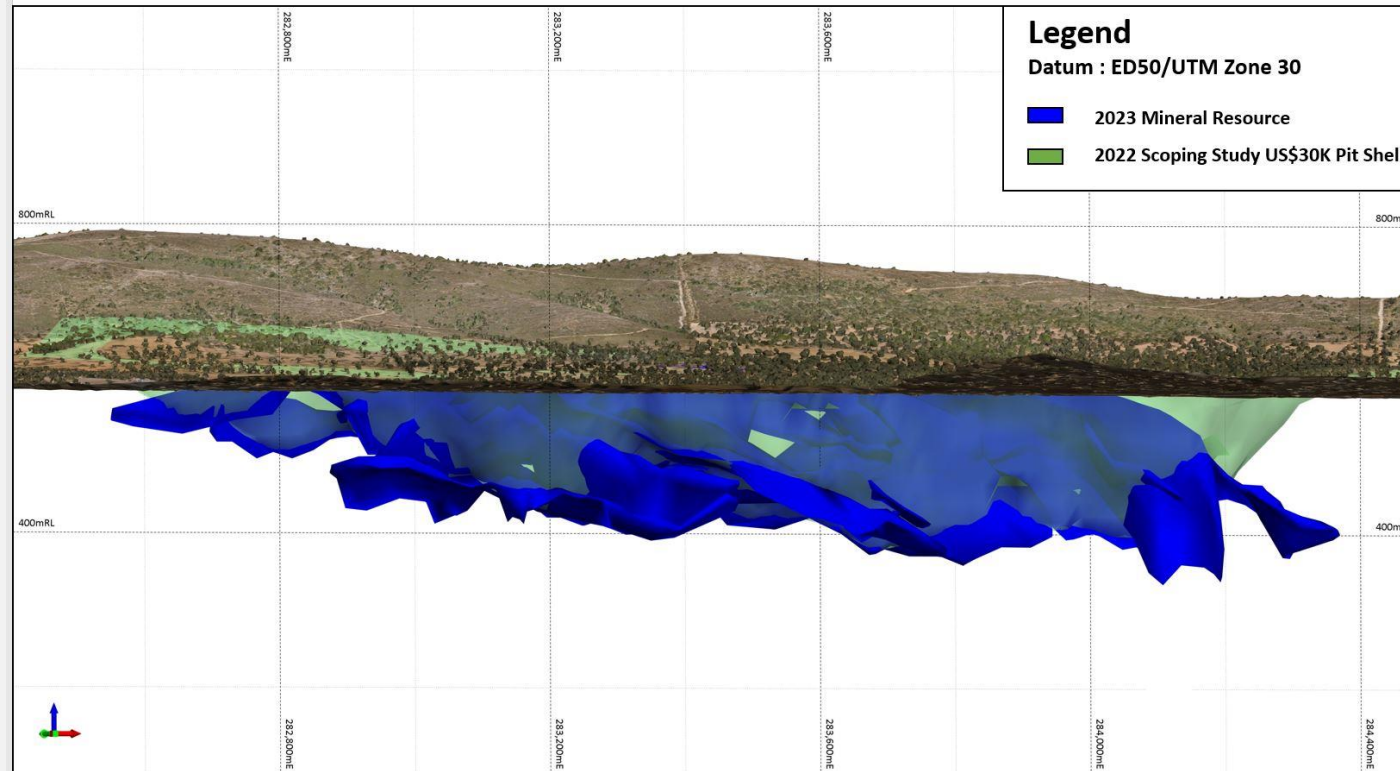 282,800mE
283,200mE
283,600mE
Legend
Datum : ED50/UTM Zone 30
2023 Mineral Resource
2022 Scoping Study US$30K Pit Shel
800mRL
800m
400mRL
400m
282,800mE
283,200mE
283,600mE
284,000mE
284,400mE